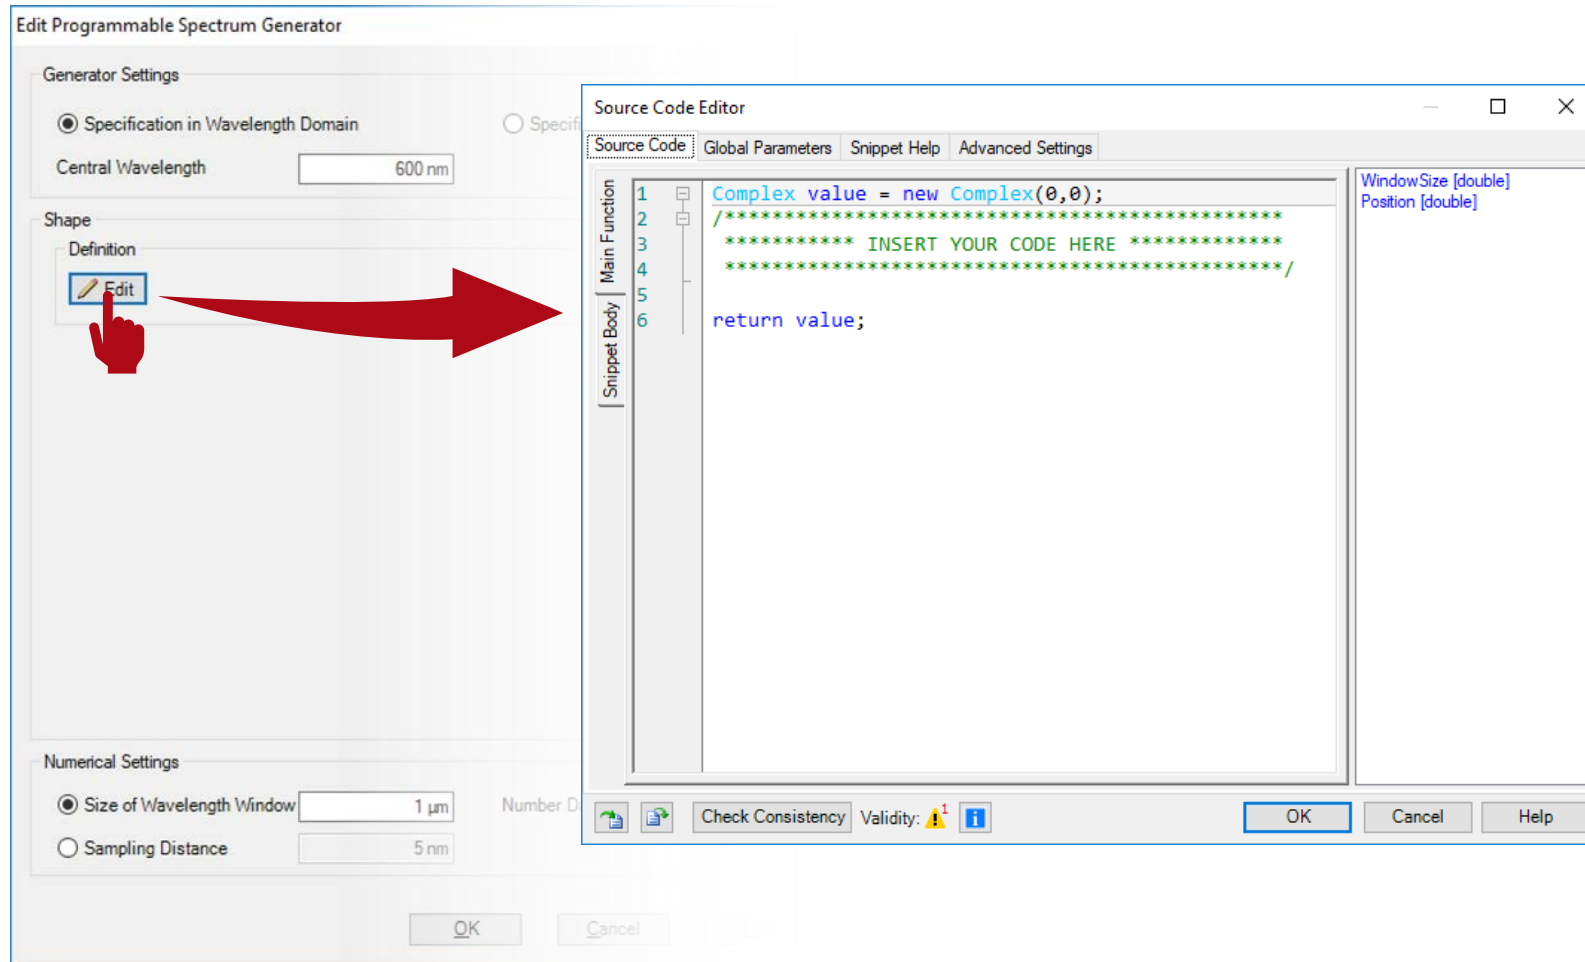 Edit Programmable Spectrum Generator
Generator Settings
Specification in Wavelength Domain
Central Wavelength
600 nm
Shape
Definition
Edit
Numerical Settings
Size of Wavelength Window
1 µm
Number D
Sampling Distance
5 nm
OK
Cancel
Source Code Editor
Source Code
Global Parameters
Snippet Help
Advanced Settings
Main Function
Snippet Body
1 Complex value = new Complex(0,0);
2 /***********************************************
3 *********** INSERT YOUR CODE HERE *************
4 ***********************************************/
5
6 return value;
WindowSize [double]
Position [double]
Check Consistency
Validity:
1
OK
Cancel
Help